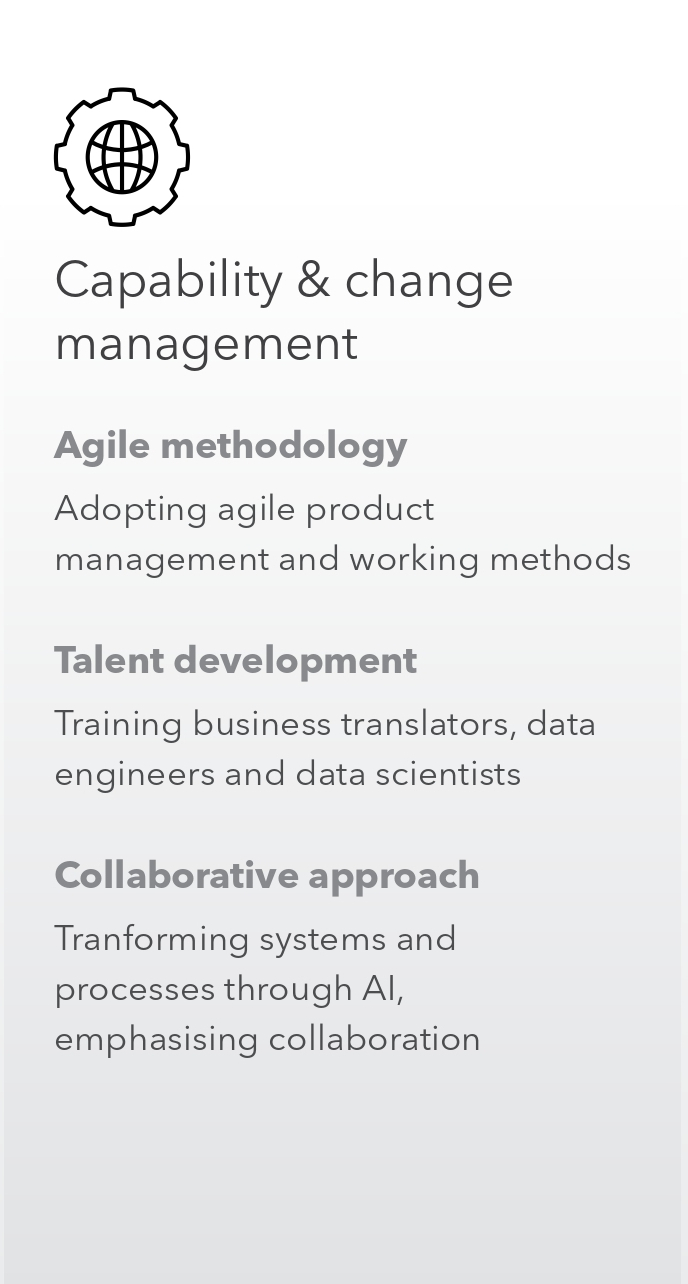 Capability & change
management
Agile methodology
Adopting agile product
management and working methods
Talent development
Training business translators, data
engineers and data scientists
Collaborative approach
Tranforming systems and
processes through AI,
emphasising collaboration